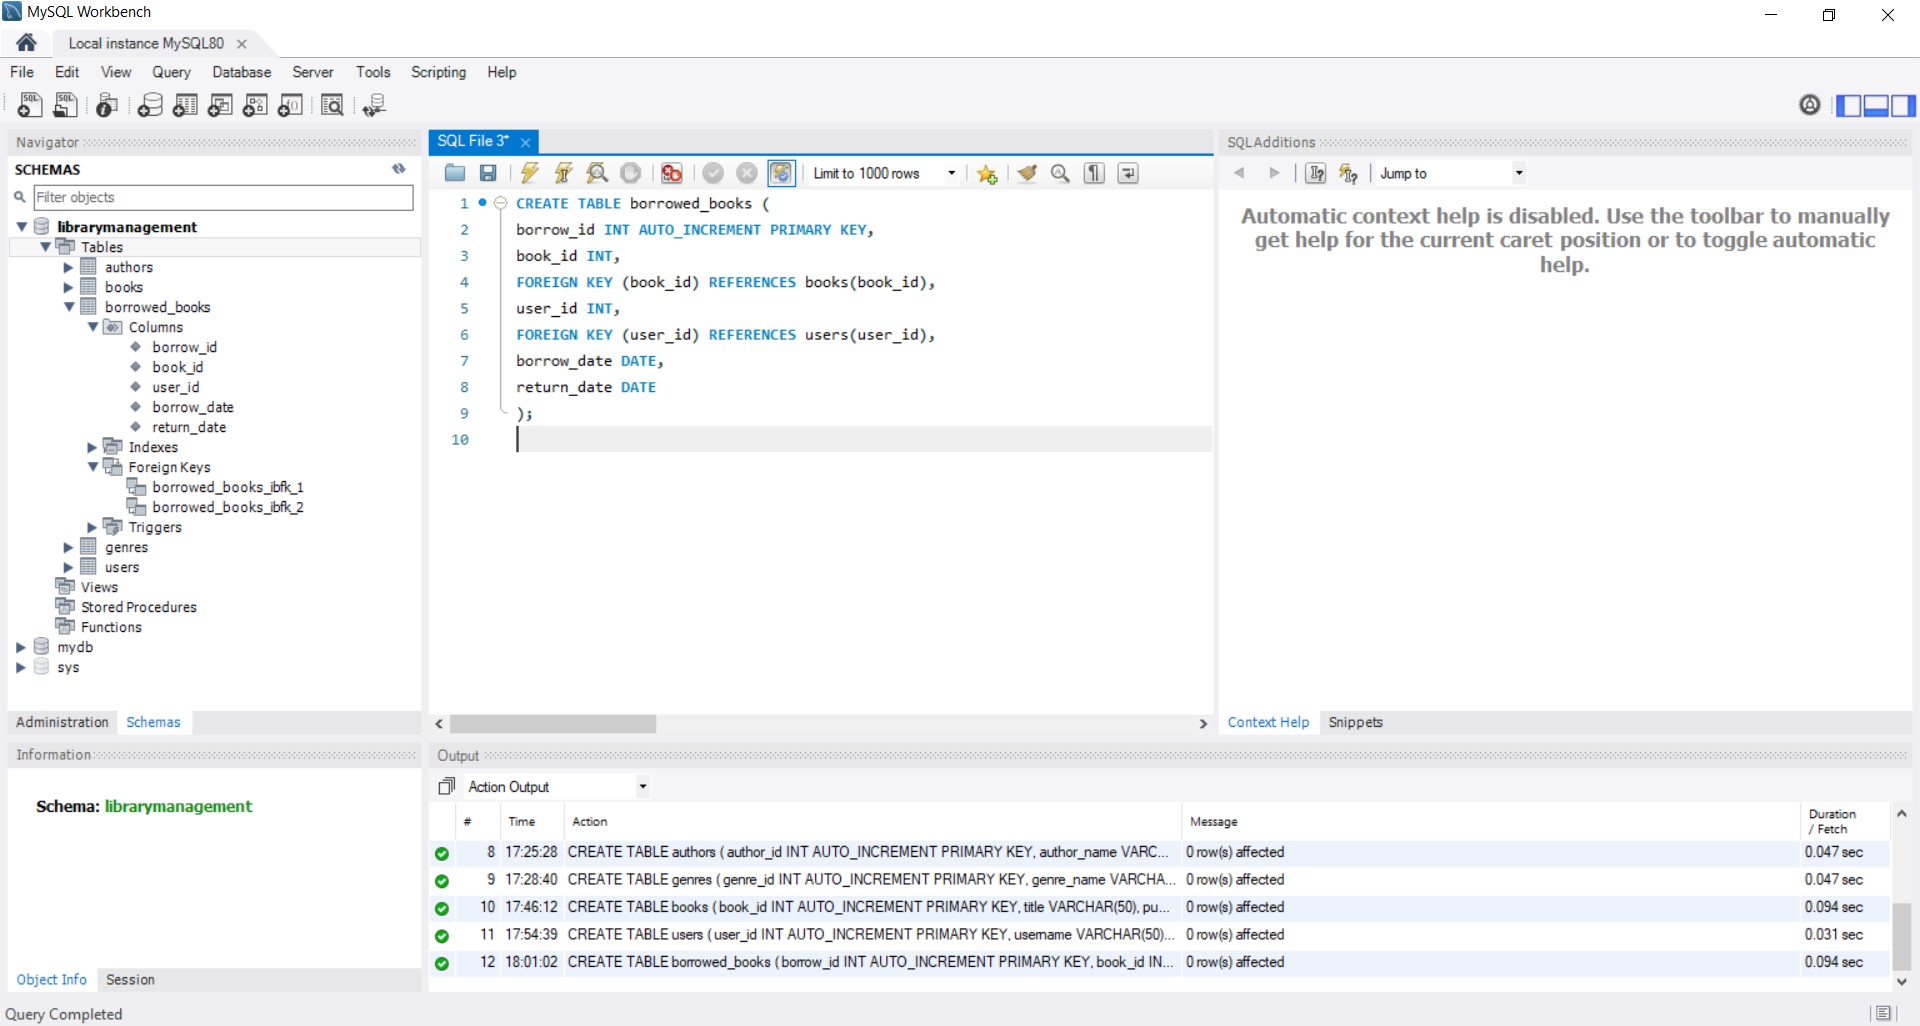 MySQL Workbench
Local instance MySQL80
File Edit View Query Database Server Tools Scripting Help
Navigator
SCHEMAS
Filter objects
librarymanagement
Tables
authors
books
borrowed_books
Columns
borrow_id
book_id
user_id
borrow_date
return_date
Indexes
Foreign Keys
borrowed_books_ibfk_1
borrowed_books_ibfk_2
Triggers
genres
users
Views
Stored Procedures
Functions
mydb
sys
Administration Schemas
Information
Schema: librarymanagement
Object Info Session
Query Completed
SQL File 3*
Limit to 1000 rows
1 CREATE TABLE borrowed_books (
2 borrow_id INT AUTO_INCREMENT PRIMARY KEY,
3 book_id INT,
4 FOREIGN KEY (book_id) REFERENCES books(book_id),
5 user_id INT,
6 FOREIGN KEY (user_id) REFERENCES users(user_id),
7 borrow_date DATE,
8 return_date DATE
9 );
10
SQLAdditions
Jump to
Automatic context help is disabled. Use the toolbar to manually
get help for the current caret position or to toggle automatic
help.
Context Help Snippets
Output
Action Output
# Time Action Message Duration / Fetch
8 17:25:28 CREATE TABLE authors ( author_id INT AUTO_INCREMENT PRIMARY KEY, author_name VARC... 0 row(s) affected 0.047 sec
9 17:28:40 CREATE TABLE genres ( genre_id INT AUTO_INCREMENT PRIMARY KEY, genre_name VARCHA... 0 row(s) affected 0.047 sec
10 17:46:12 CREATE TABLE books ( book_id INT AUTO_INCREMENT PRIMARY KEY, title VARCHAR(50), pu... 0 row(s) affected 0.094 sec
11 17:54:39 CREATE TABLE users ( user_id INT AUTO_INCREMENT PRIMARY KEY, username VARCHAR(50)... 0 row(s) affected 0.031 sec
12 18:01:02 CREATE TABLE borrowed_books ( borrow_id INT AUTO_INCREMENT PRIMARY KEY, book_id IN... 0 row(s) affected 0.094 sec